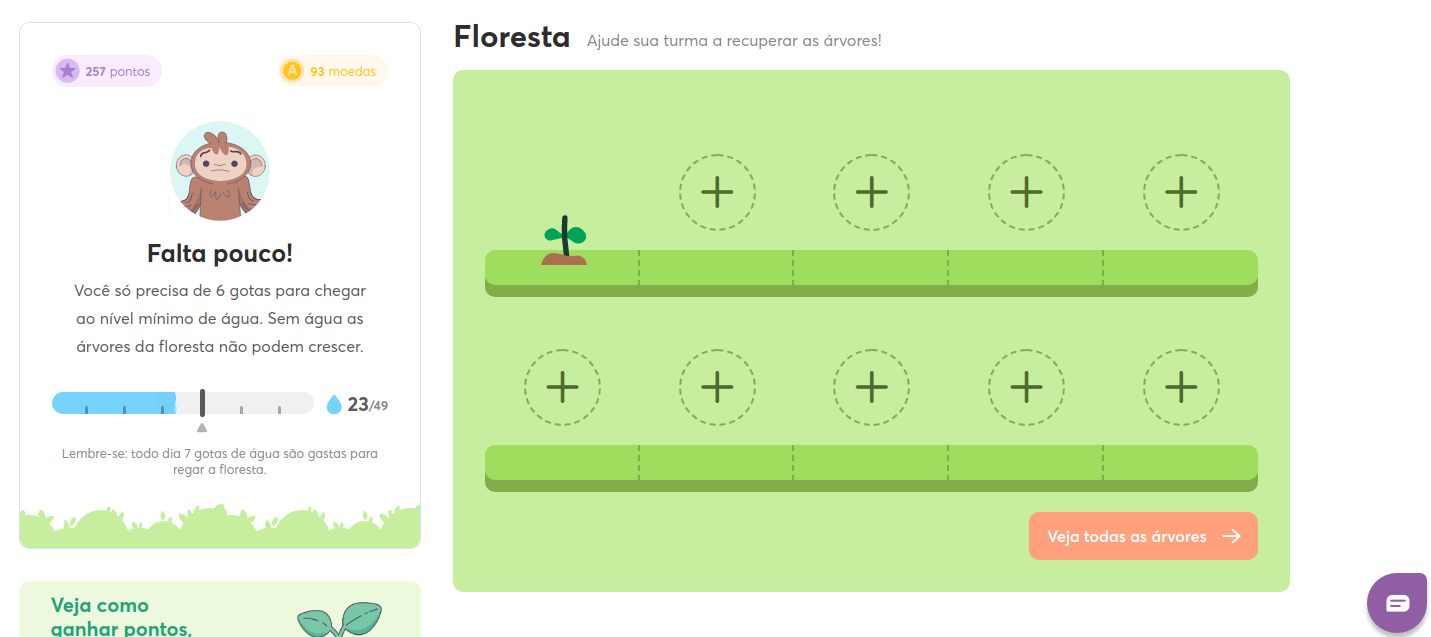 257 pontos
A
93 moedas
Falta pouco!
Você só precisa de 6 gotas para chegar
ao nível mínimo de água. Sem água as
árvores da floresta não podem crescer.
23/49
Lembre-se: todo dia 7 gotas de água são gastas para
regar a floresta.
Veja como
ganhar pontos,
Floresta
Ajude sua turma a recuperar as árvores!
Veja todas as árvores